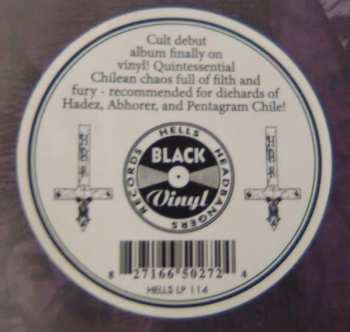 Cult debut
album finally on
vinyl! Quintessential
Chilean chaos full of filth and
fury - recommended for diehards of
Hadez, Abhorer, and Pentagram Chile!
HELLS
HEADBANGERS
RECORDS
BLACK
Vinyl
8 27166 50272 4
HELLS LP 114